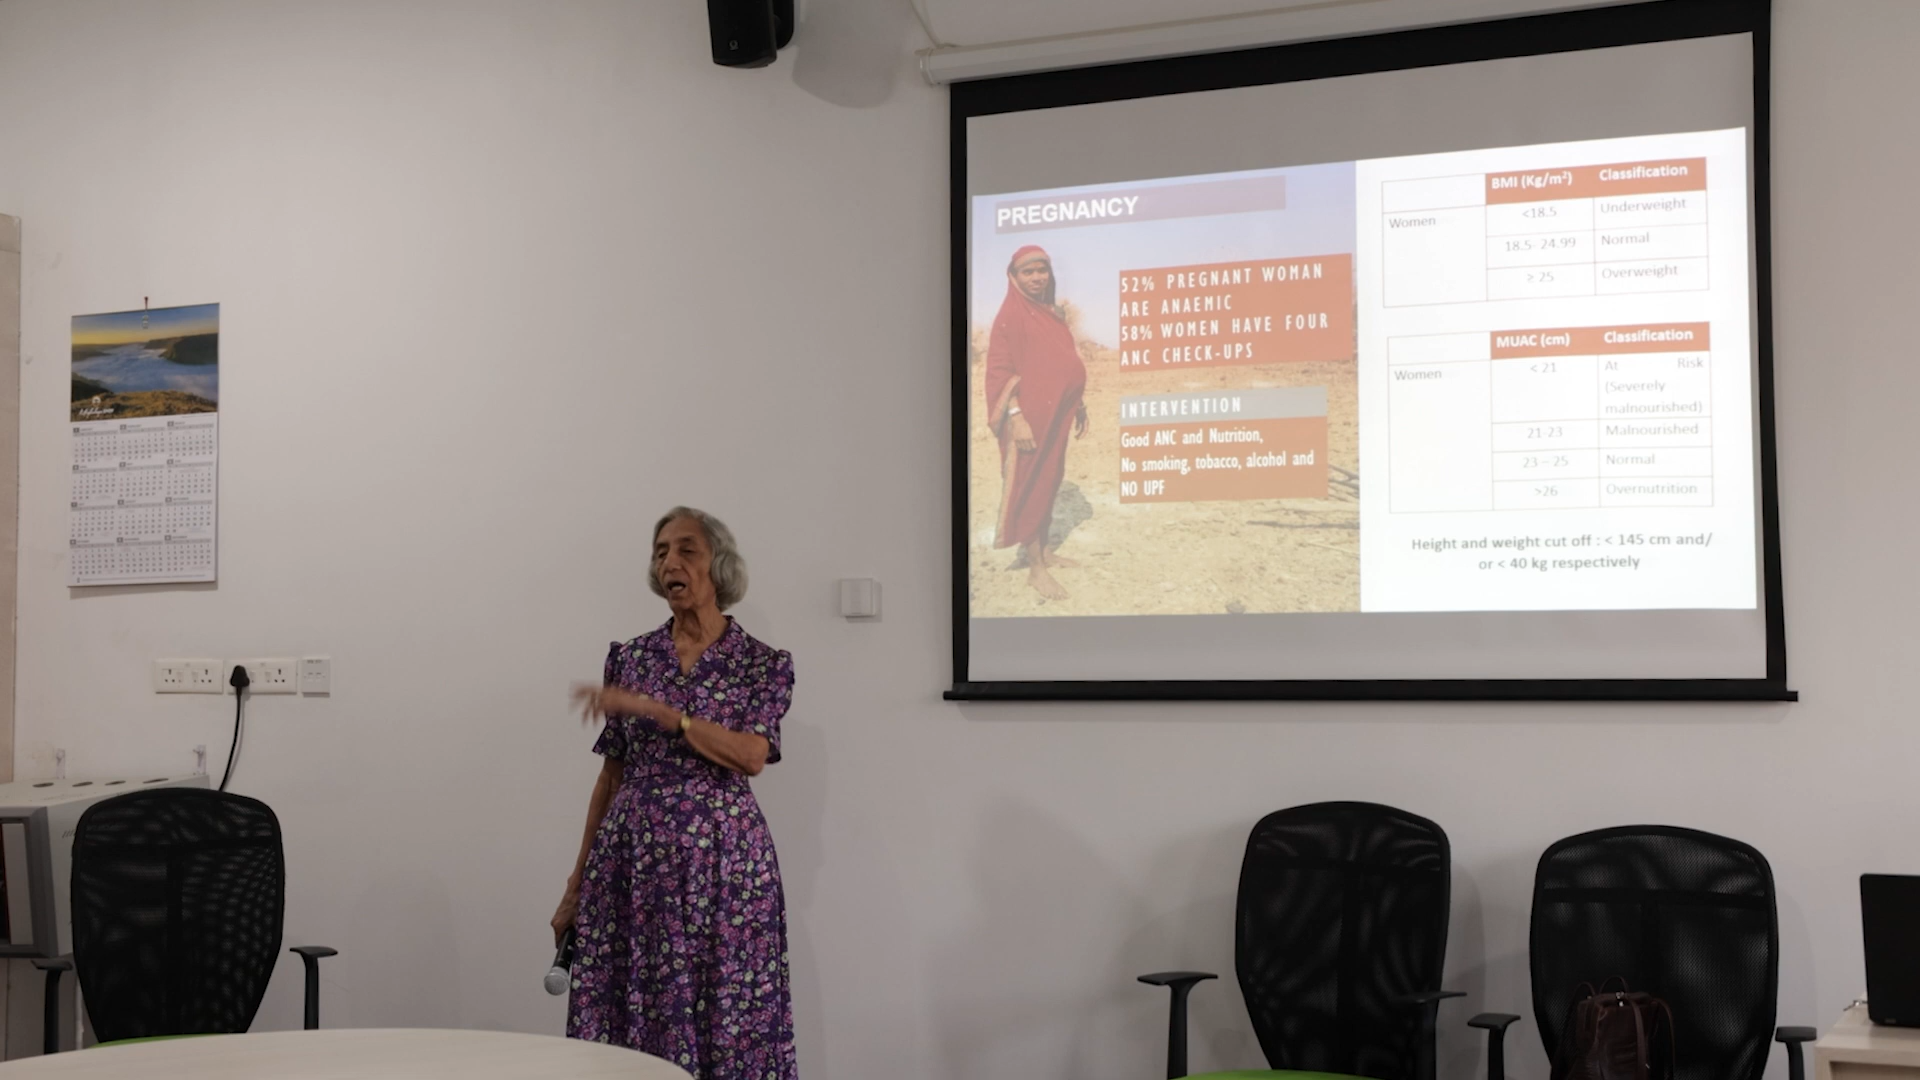 PREGNANCY
52% PREGNANT WOMAN
ARE ANAEMIC
58% WOMEN HAVE FOUR
ANC CHECK-UPS
INTERVENTION
Good ANC and Nutrition,
No smoking, tobacco, alcohol and
NO UPF
BMI (Kg/m²) Classification
Women <18.5 Underweight
18.5- 24.99 Normal
≥ 25 Overweight
MUAC (cm) Classification
Women < 21 At Risk
(Severely
malnourished)
21-23 Malnourished
23 – 25 Normal
>26 Overnutrition
Height and weight cut off : < 145 cm and/
or < 40 kg respectively